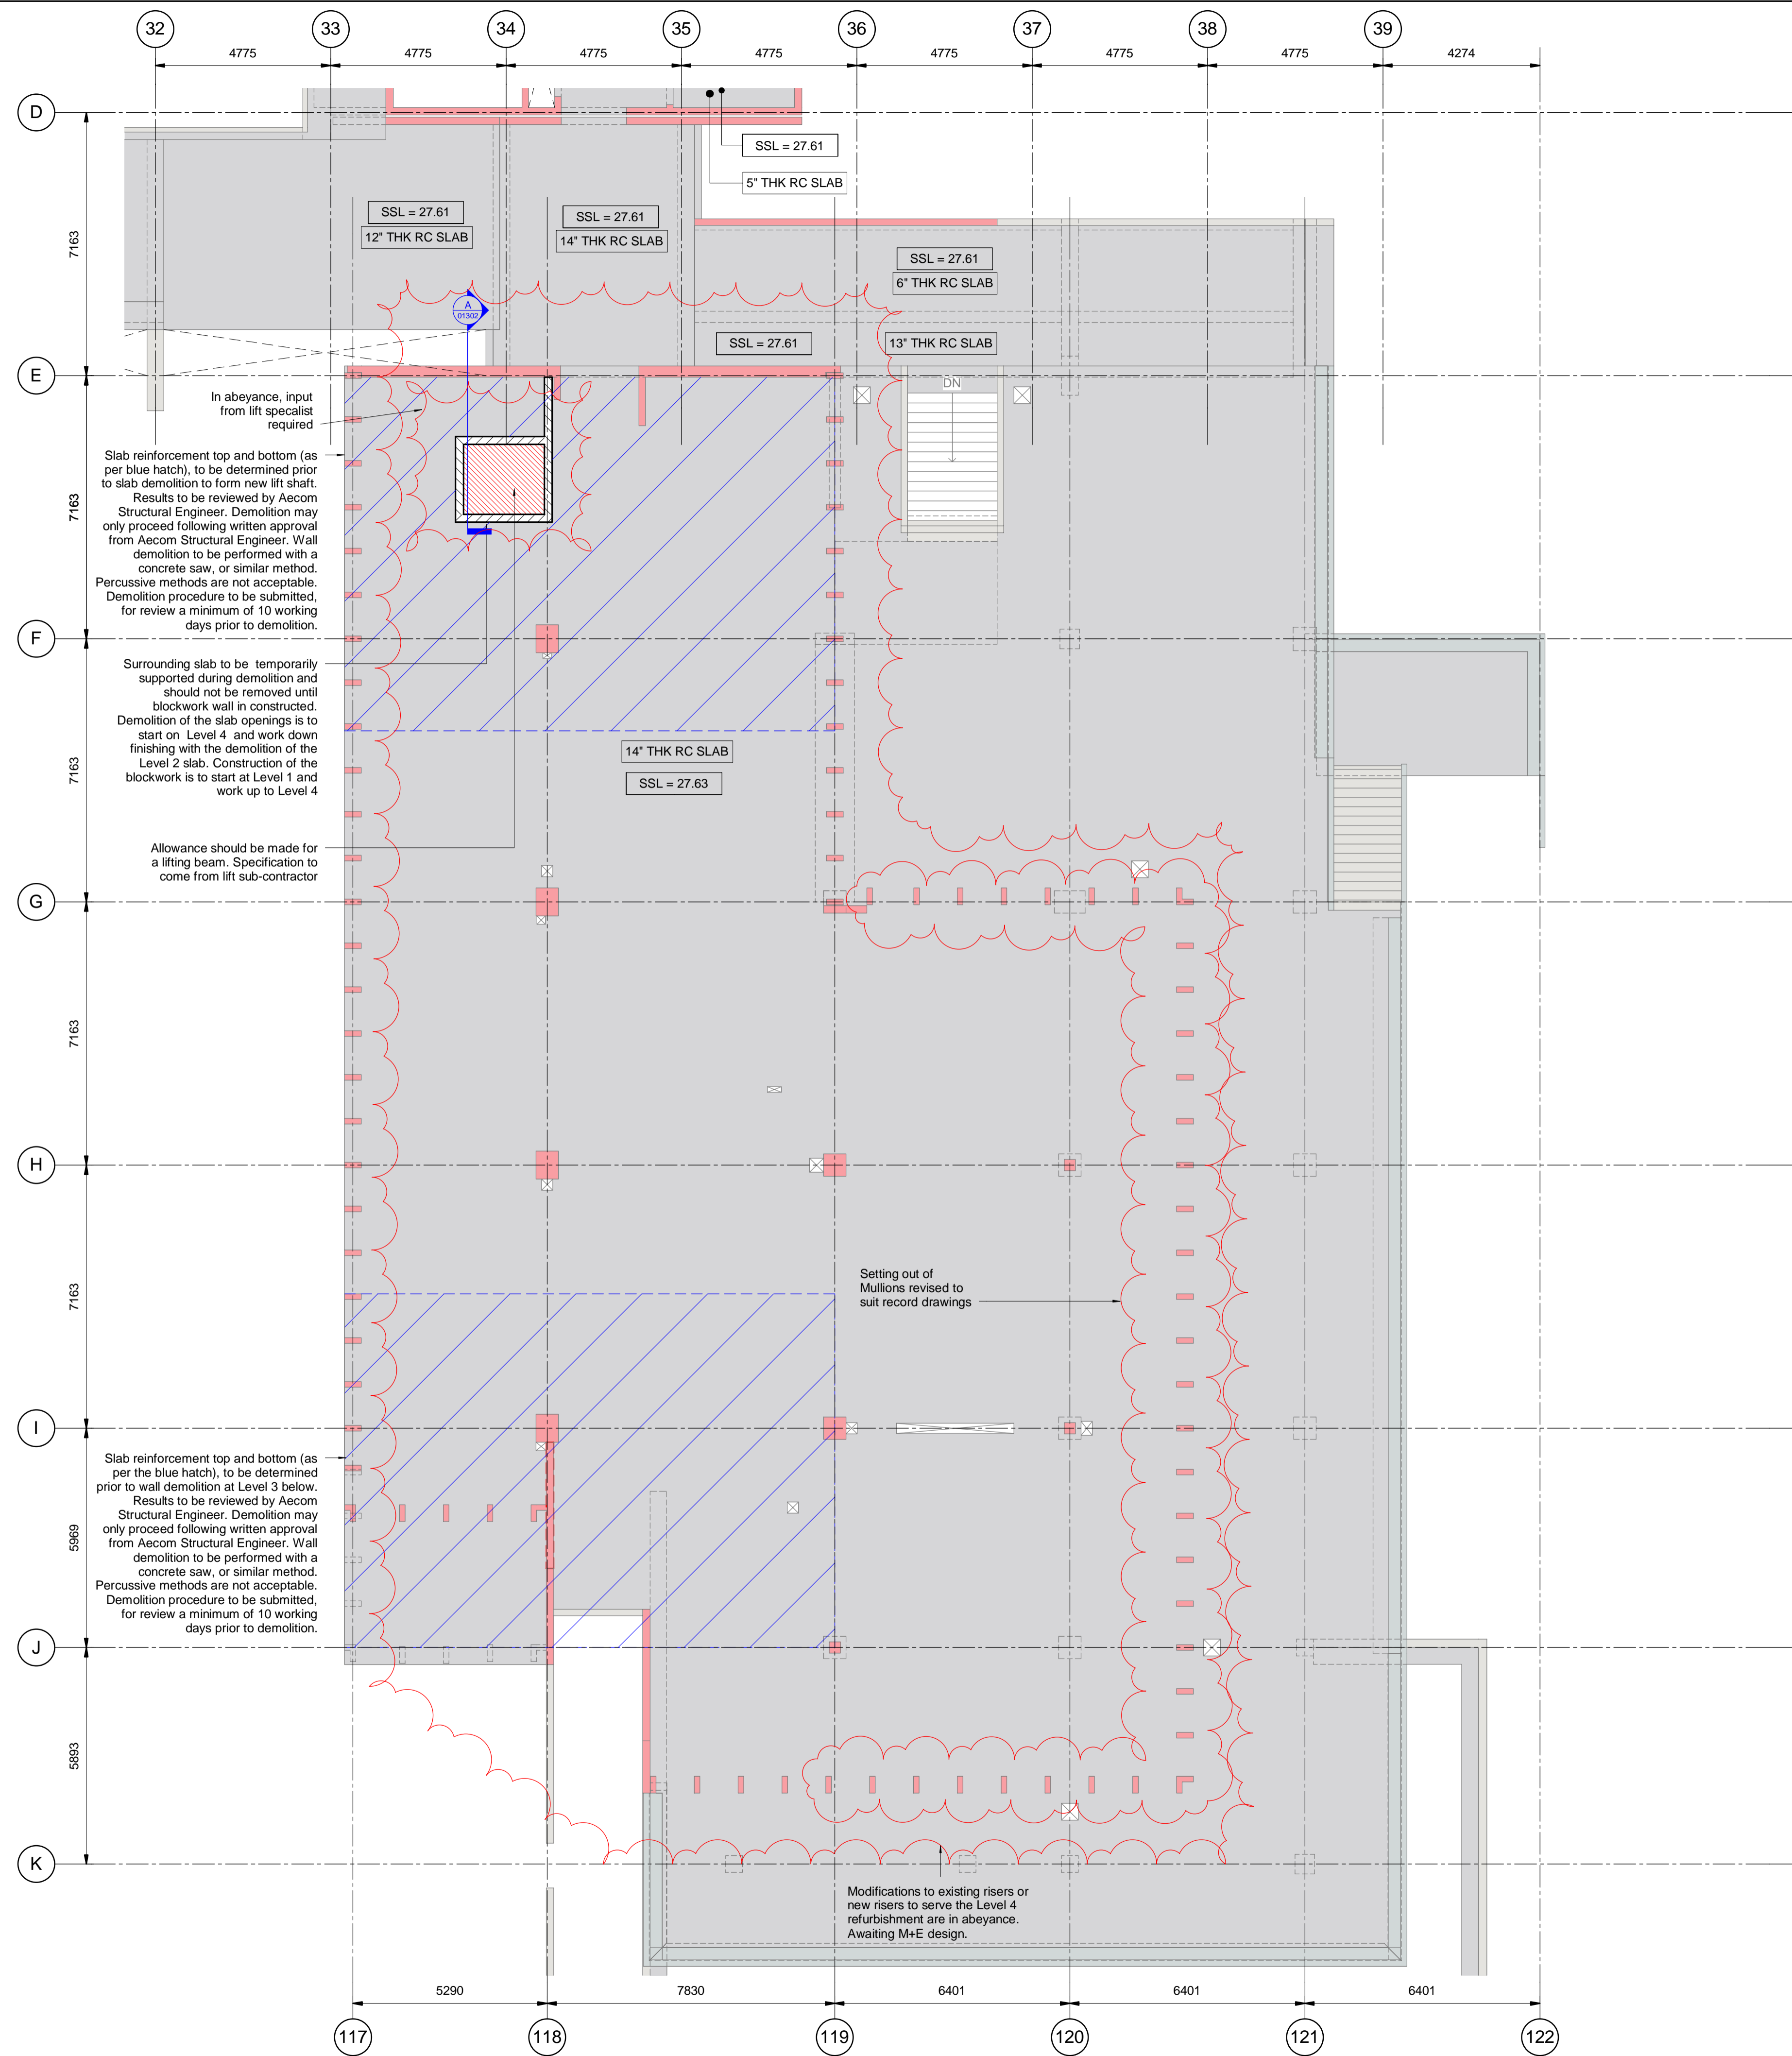 32
33
34
35
36
37
38
39
4775
4775
4775
4775
4775
4775
4775
4274
D
SSL = 27.61
5" THK RC SLAB
7163
SSL = 27.61
12" THK RC SLAB
SSL = 27.61
14" THK RC SLAB
SSL = 27.61
6" THK RC SLAB
A
01302
SSL = 27.61
13" THK RC SLAB
E
DN
In abeyance, input
from lift specalist
required
Slab reinforcement top and bottom (as
per blue hatch), to be determined prior
to slab demolition to form new lift shaft.
Results to be reviewed by Aecom
Structural Engineer. Demolition may
only proceed following written approval
from Aecom Structural Engineer. Wall
demolition to be performed with a
concrete saw, or similar method.
Percussive methods are not acceptable.
Demolition procedure to be submitted,
for review a minimum of 10 working
days prior to demolition.
7163
F
Surrounding slab to be temporarily
supported during demolition and
should not be removed until
blockwork wall in constructed.
Demolition of the slab openings is to
start on Level 4 and work down
finishing with the demolition of the
Level 2 slab. Construction of the
blockwork is to start at Level 1 and
work up to Level 4
7163
14" THK RC SLAB
SSL = 27.63
Allowance should be made for
a lifting beam. Specification to
come from lift sub-contractor
G
7163
H
7163
Setting out of
Mullions revised to
suit record drawings
I
Slab reinforcement top and bottom (as
per the blue hatch), to be determined
prior to wall demolition at Level 3 below.
Results to be reviewed by Aecom
Structural Engineer. Demolition may
only proceed following written approval
from Aecom Structural Engineer. Wall
demolition to be performed with a
concrete saw, or similar method.
Percussive methods are not acceptable.
Demolition procedure to be submitted,
for review a minimum of 10 working
days prior to demolition.
5969
J
5893
K
Modifications to existing risers or
new risers to serve the Level 4
refurbishment are in abeyance.
Awaiting M+E design.
5290
7830
6401
6401
6401
117
118
119
120
121
122